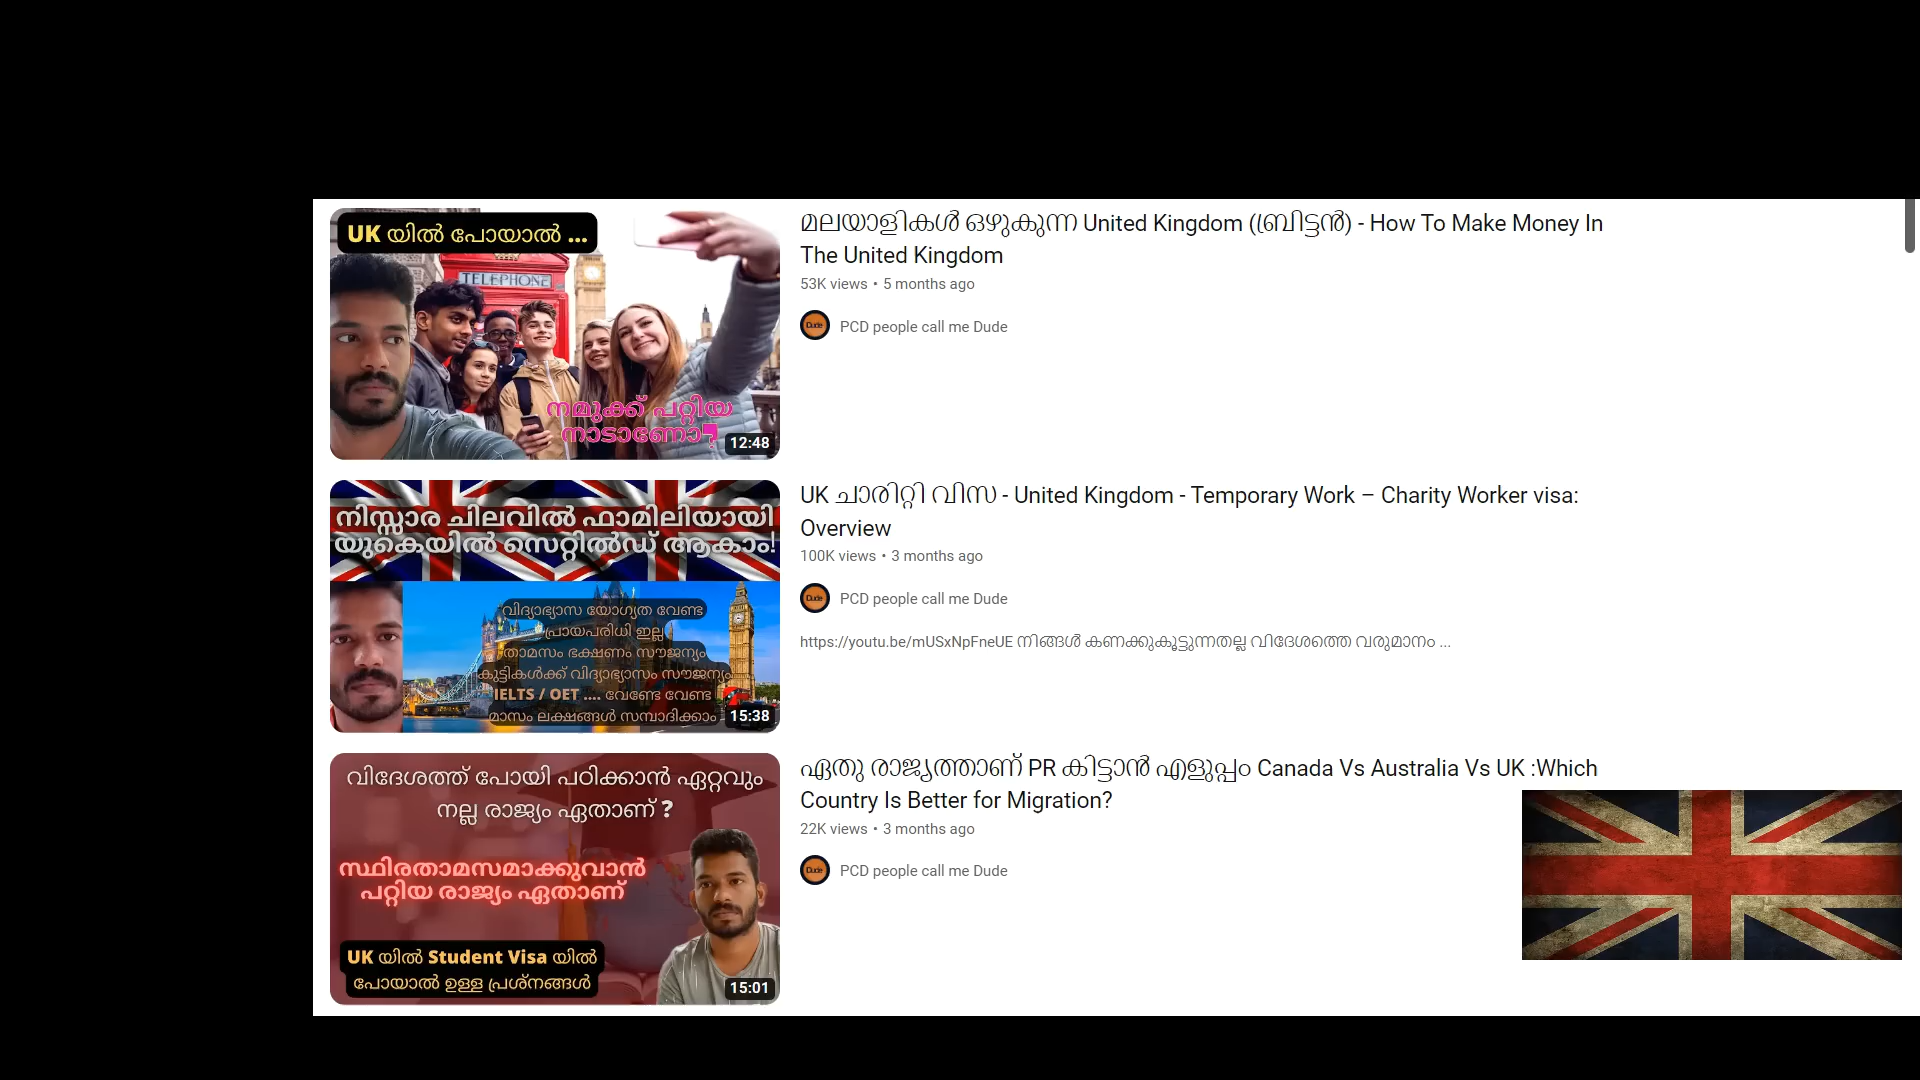 UK യിൽ പോയാൽ ...
TELEPHONE
നമുക്ക് പറ്റിയ
നാടാണോ?
12:48
മലയാളികൾ ഒഴുകുന്ന United Kingdom (ബ്രിട്ടൻ) - How To Make Money In
The United Kingdom
53K views • 5 months ago
Dude
PCD people call me Dude
നിസ്സാര ചിലവിൽ ഫാമിലിയായി
യുകെയിൽ സെറ്റിൽഡ് ആകാം!
വിദ്യാഭ്യാസ യോഗ്യത വേണ്ട
പ്രായപരിധി ഇല്ല
താമസം ഭക്ഷണം സൗജന്യം
കുട്ടികൾക്ക് വിദ്യാഭ്യാസം സൗജന്യം
IELTS / OET .... വേണ്ടേ വേണ്ട
മാസം ലക്ഷങ്ങൾ സമ്പാദിക്കാം
15:38
UK ചാരിറ്റി വിസ - United Kingdom - Temporary Work – Charity Worker visa:
Overview
100K views • 3 months ago
Dude
PCD people call me Dude
https://youtu.be/mUSxNpFneUE നിങ്ങൾ കണക്കുകൂട്ടുന്നതല്ല വിദേശത്തെ വരുമാനം ...
വിദേശത്ത് പോയി പഠിക്കാൻ ഏറ്റവും
നല്ല രാജ്യം ഏതാണ് ?
സ്ഥിരതാമസമാക്കുവാൻ
പറ്റിയ രാജ്യം ഏതാണ്
UK യിൽ Student Visa യിൽ
പോയാൽ ഉള്ള പ്രശ്നങ്ങൾ
15:01
ഏതു രാജ്യത്താണ് PR കിട്ടാൻ എളുപ്പം Canada Vs Australia Vs UK :Which
Country Is Better for Migration?
22K views • 3 months ago
Dude
PCD people call me Dude